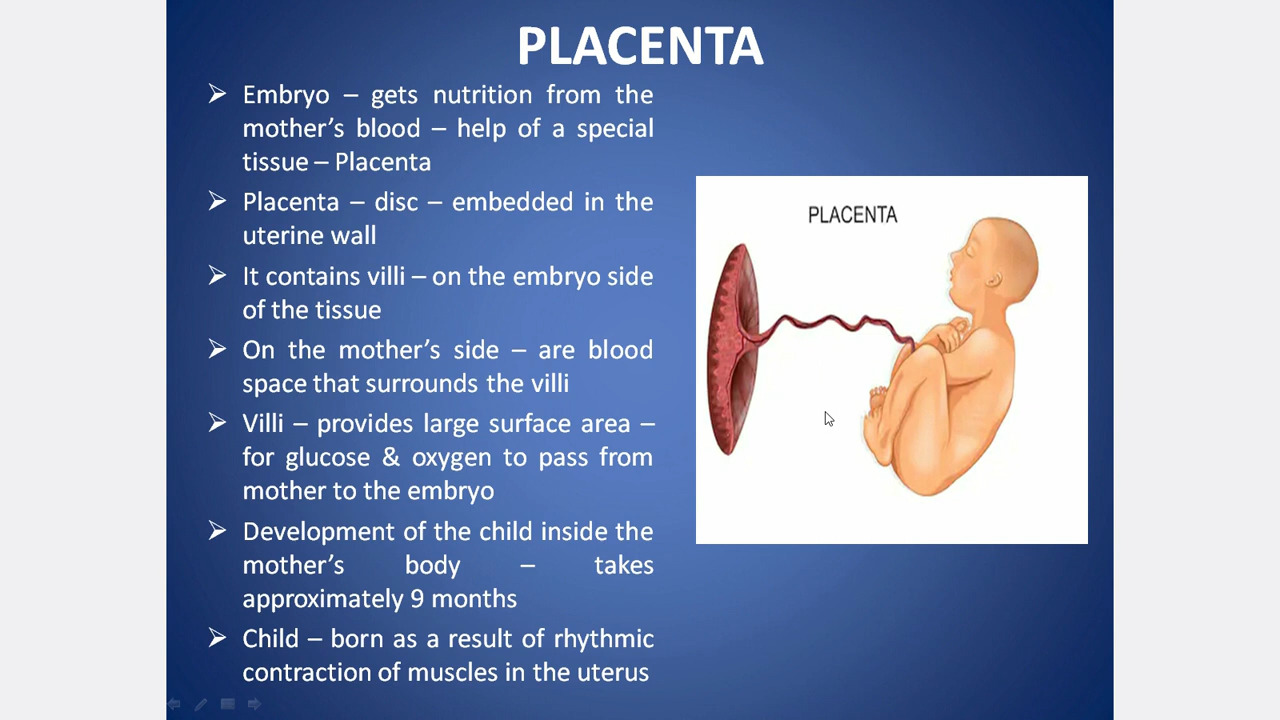 PLACENTA
➢ Embryo – gets nutrition from the
mother’s blood – help of a special
tissue – Placenta
➢ Placenta – disc – embedded in the
uterine wall
➢ It contains villi – on the embryo side
of the tissue
➢ On the mother’s side – are blood
space that surrounds the villi
➢ Villi – provides large surface area –
for glucose & oxygen to pass from
mother to the embryo
➢ Development of the child inside the
mother’s body – takes
approximately 9 months
➢ Child – born as a result of rhythmic
contraction of muscles in the uterus
PLACENTA